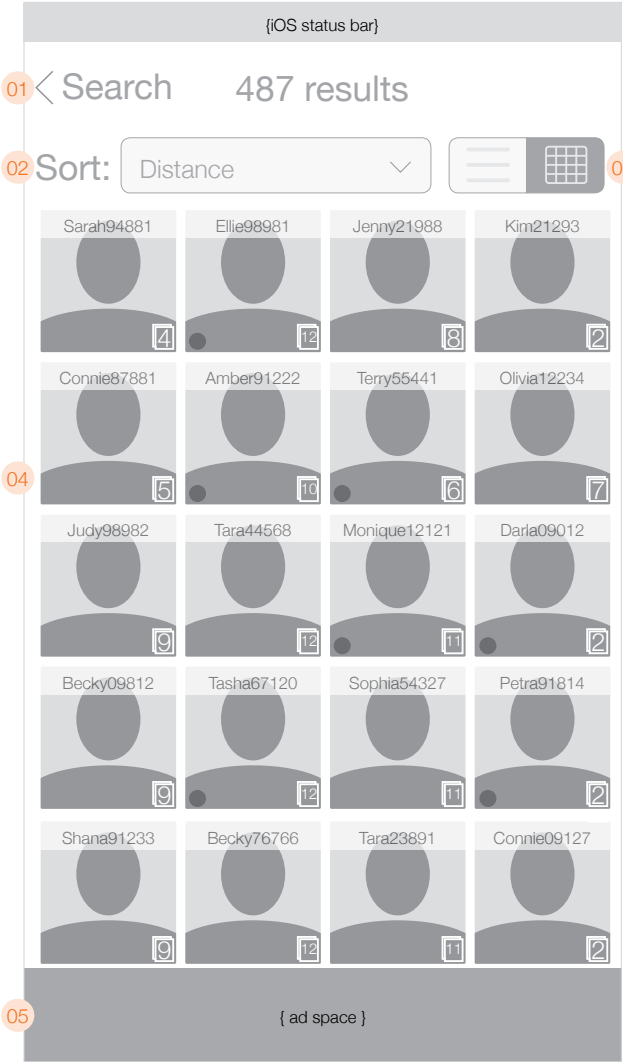 {iOS status bar}
01 Search 487 results
02 Sort: Distance
Sarah94881 Ellie98981 Jenny21988 Kim21293
4 12 8 2
Connie87881 Amber91222 Terry55441 Olivia12234
04 5 10 6 7
Judy98982 Tara44568 Monique12121 Darla09012
9 12 11 2
Becky09812 Tasha67120 Sophia54327 Petra91814
9 12 11 2
Shana91233 Becky76766 Tara23891 Connie09127
9 12 11 2
05 { ad space }